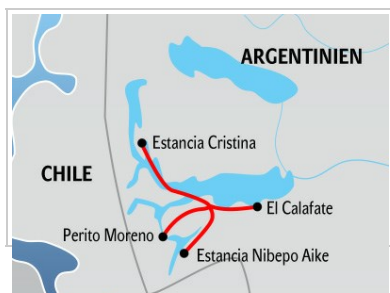 ARGENTINIEN
Estancia Cristina
CHILE
El Calafate
Perito Moreno
Estancia Nibepo Aike